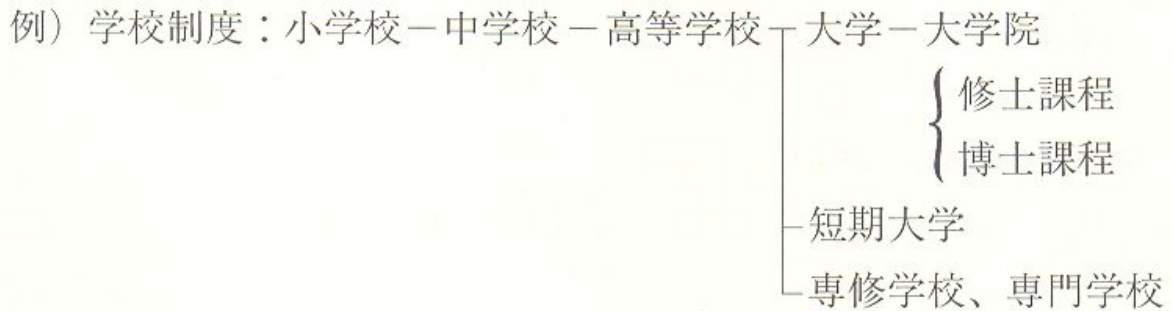 例）学校制度：小学校－中学校－高等学校┬大学－大学院
修士課程
博士課程
短期大学
専修学校、専門学校